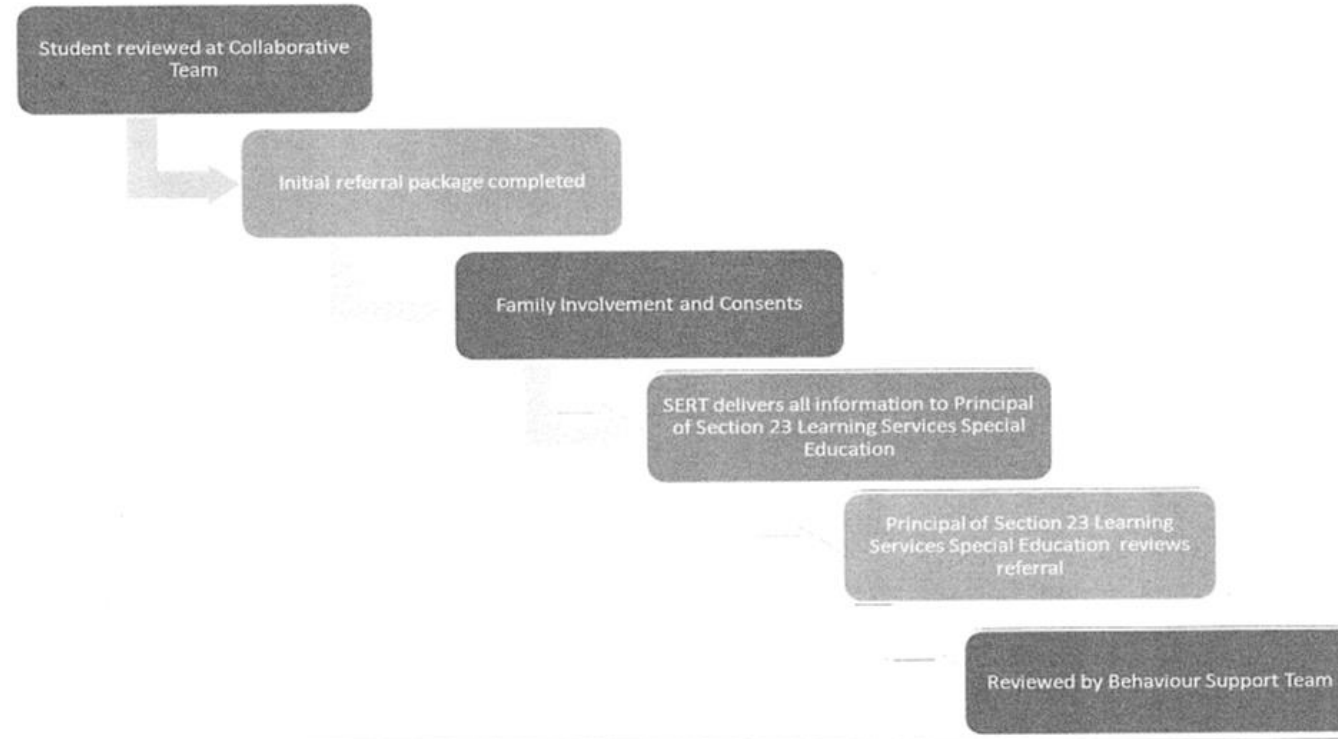 Student reviewed at Collaborative
Team
Initial referral package completed
Family Involvement and Consents
SERT delivers all information to Principal
of Section 23 Learning Services Special
Education
Principal of Section 23 Learning
Services Special Education reviews
referral
Reviewed by Behaviour Support Team